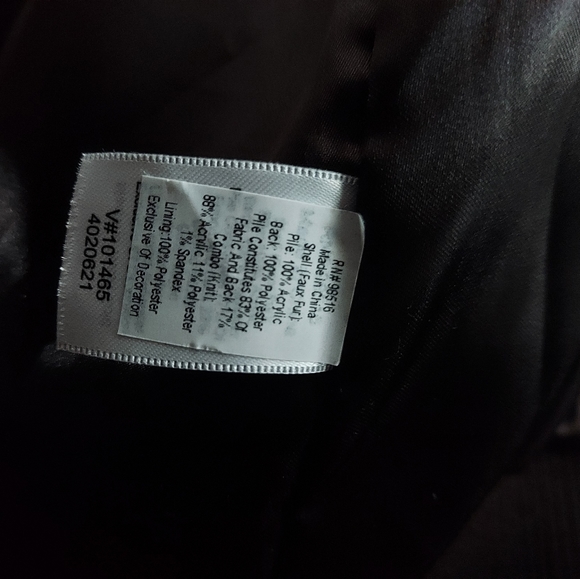 RN# 98516
Made in China
Shell (Faux Fur):
Pile: 100% Acrylic
Back: 100% Polyester
Pile Constitutes 83% Of
Fabric And Back 17%
Combo (Knit):
88% Acrylic 11% Polyester
1% Spandex
Lining:100% Polyester
Exclusive Of Decoration
V#101465
4020621